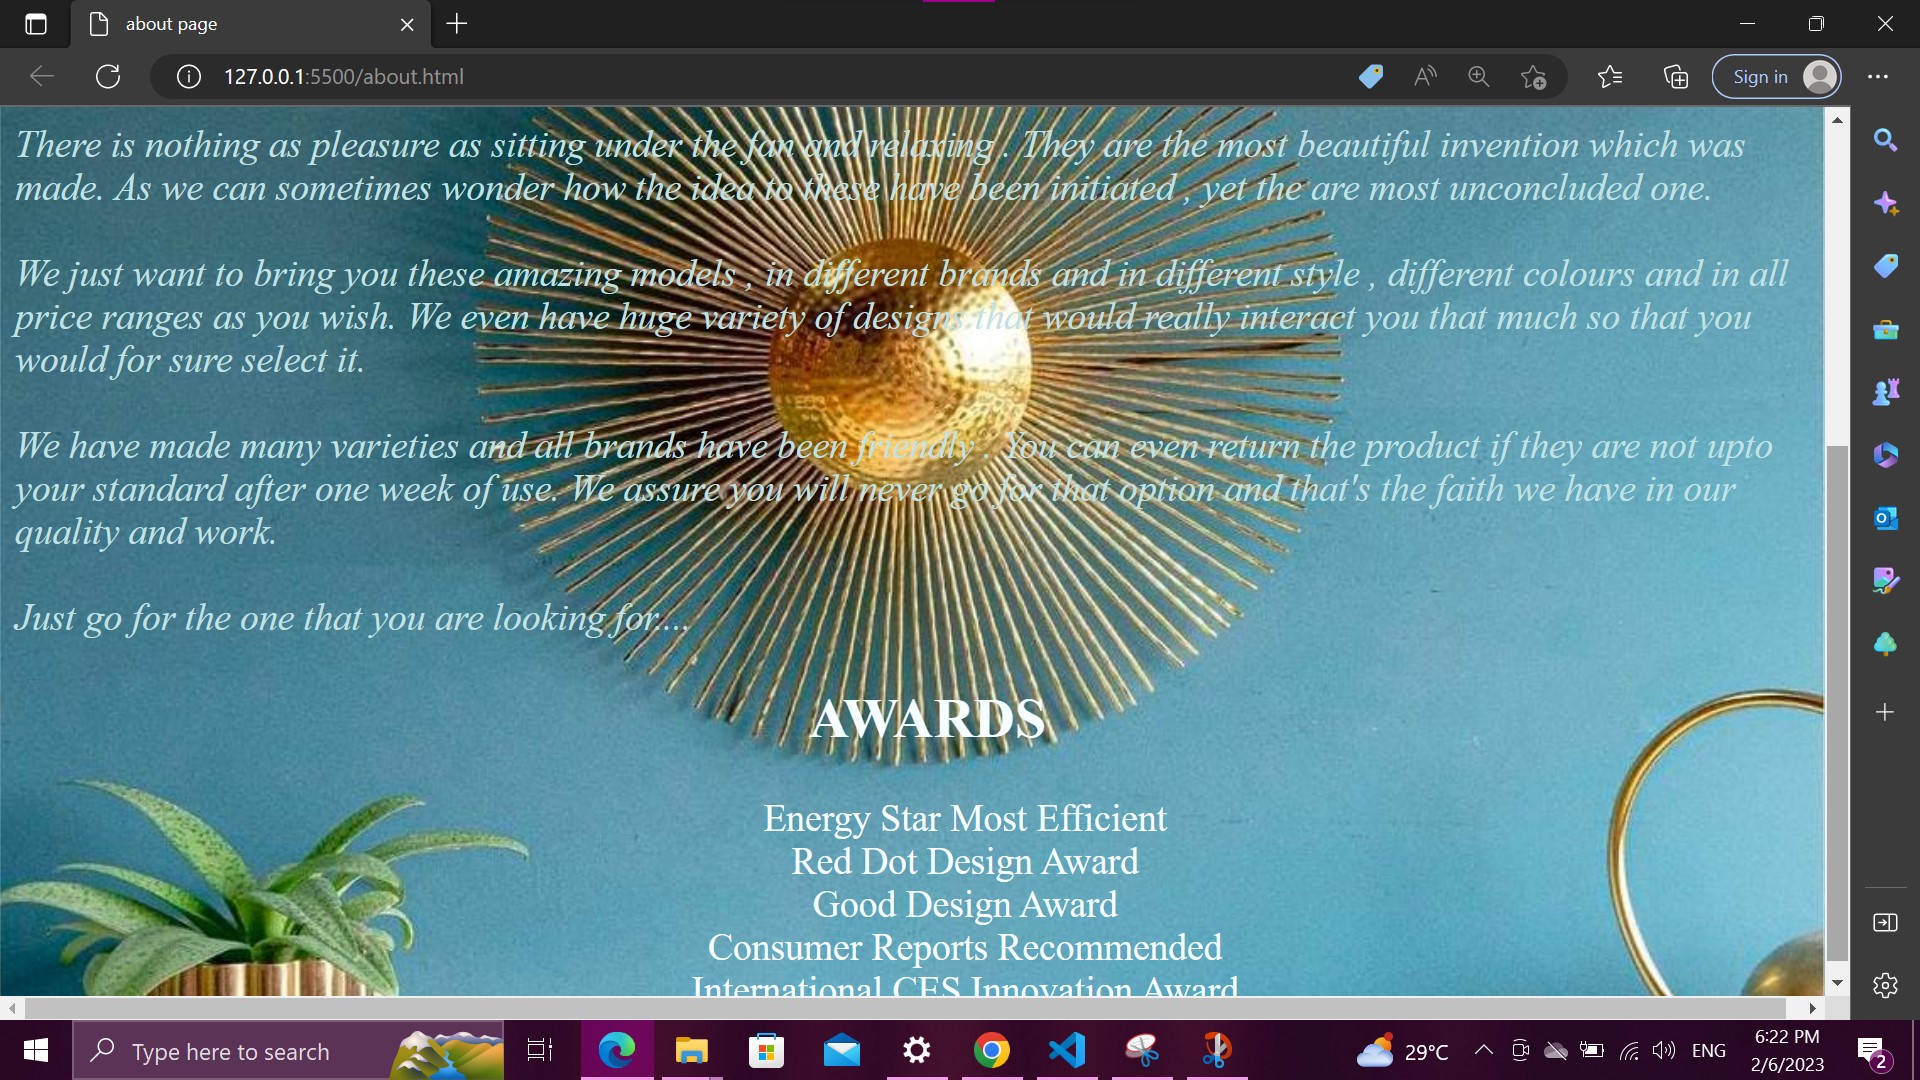 about page
127.0.0.1:5500/about.html
Sign in
There is nothing as pleasure as sitting under the fan and relaxing . They are the most beautiful invention which was
made. As we can sometimes wonder how the idea to these have been initiated , yet the are most unconcluded one.
We just want to bring you these amazing models , in different brands and in different style , different colours and in all
price ranges as you wish. We even have huge variety of designs that would really interact you that much so that you
would for sure select it.
We have made many varieties and all brands have been friendly . You can even return the product if they are not upto
your standard after one week of use. We assure you will never go for that option and that's the faith we have in our
quality and work.
Just go for the one that you are looking for....
AWARDS
Energy Star Most Efficient
Red Dot Design Award
Good Design Award
Consumer Reports Recommended
International CES Innovation Award
Type here to search
29°C
ENG
6:22 PM
2/6/2023
2